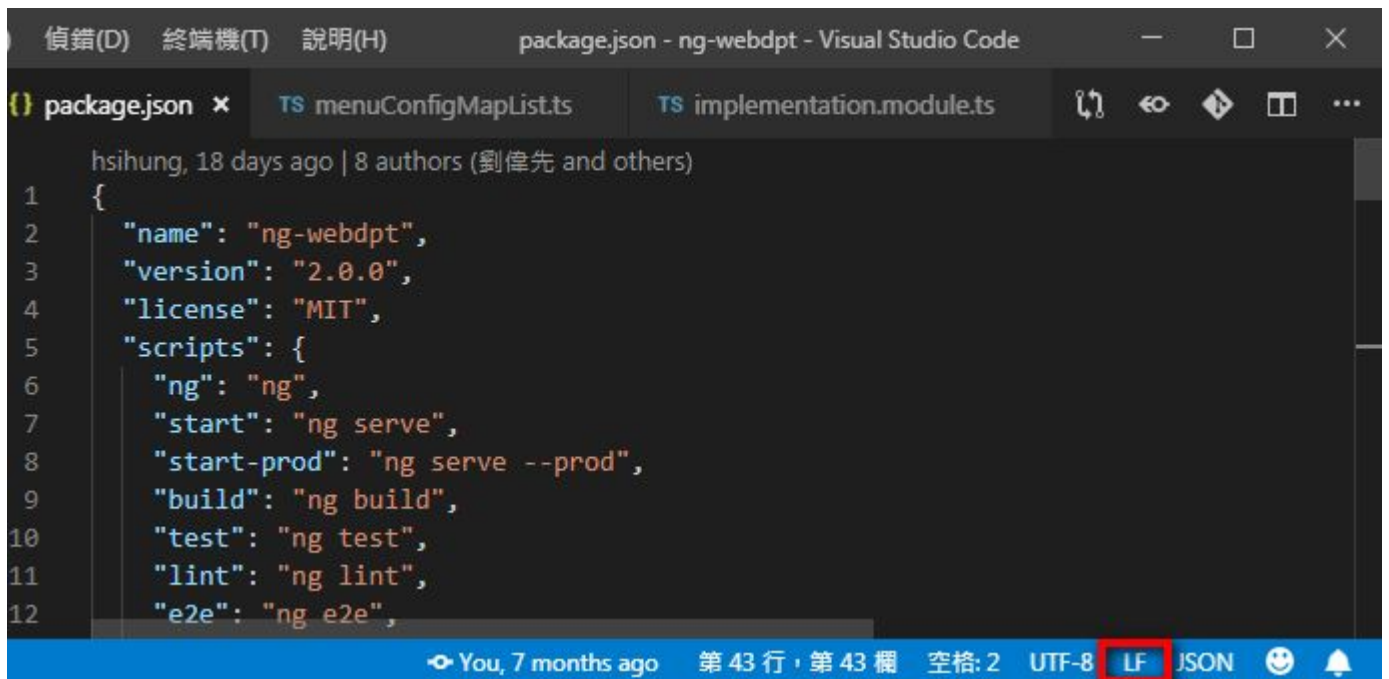 偵錯(D) 終端機(T) 說明(H) package.json - ng-webdpt - Visual Studio Code
{} package.json × TS menuConfigMapList.ts TS implementation.module.ts ...
hsihung, 18 days ago | 8 authors (劉偉先 and others)
1 {
2 "name": "ng-webdpt",
3 "version": "2.0.0",
4 "license": "MIT",
5 "scripts": {
6 "ng": "ng",
7 "start": "ng serve",
8 "start-prod": "ng serve --prod",
9 "build": "ng build",
10 "test": "ng test",
11 "lint": "ng lint",
12 "e2e": "ng e2e",
You, 7 months ago 第 43 行，第 43 欄 空格: 2 UTF-8 LF JSON